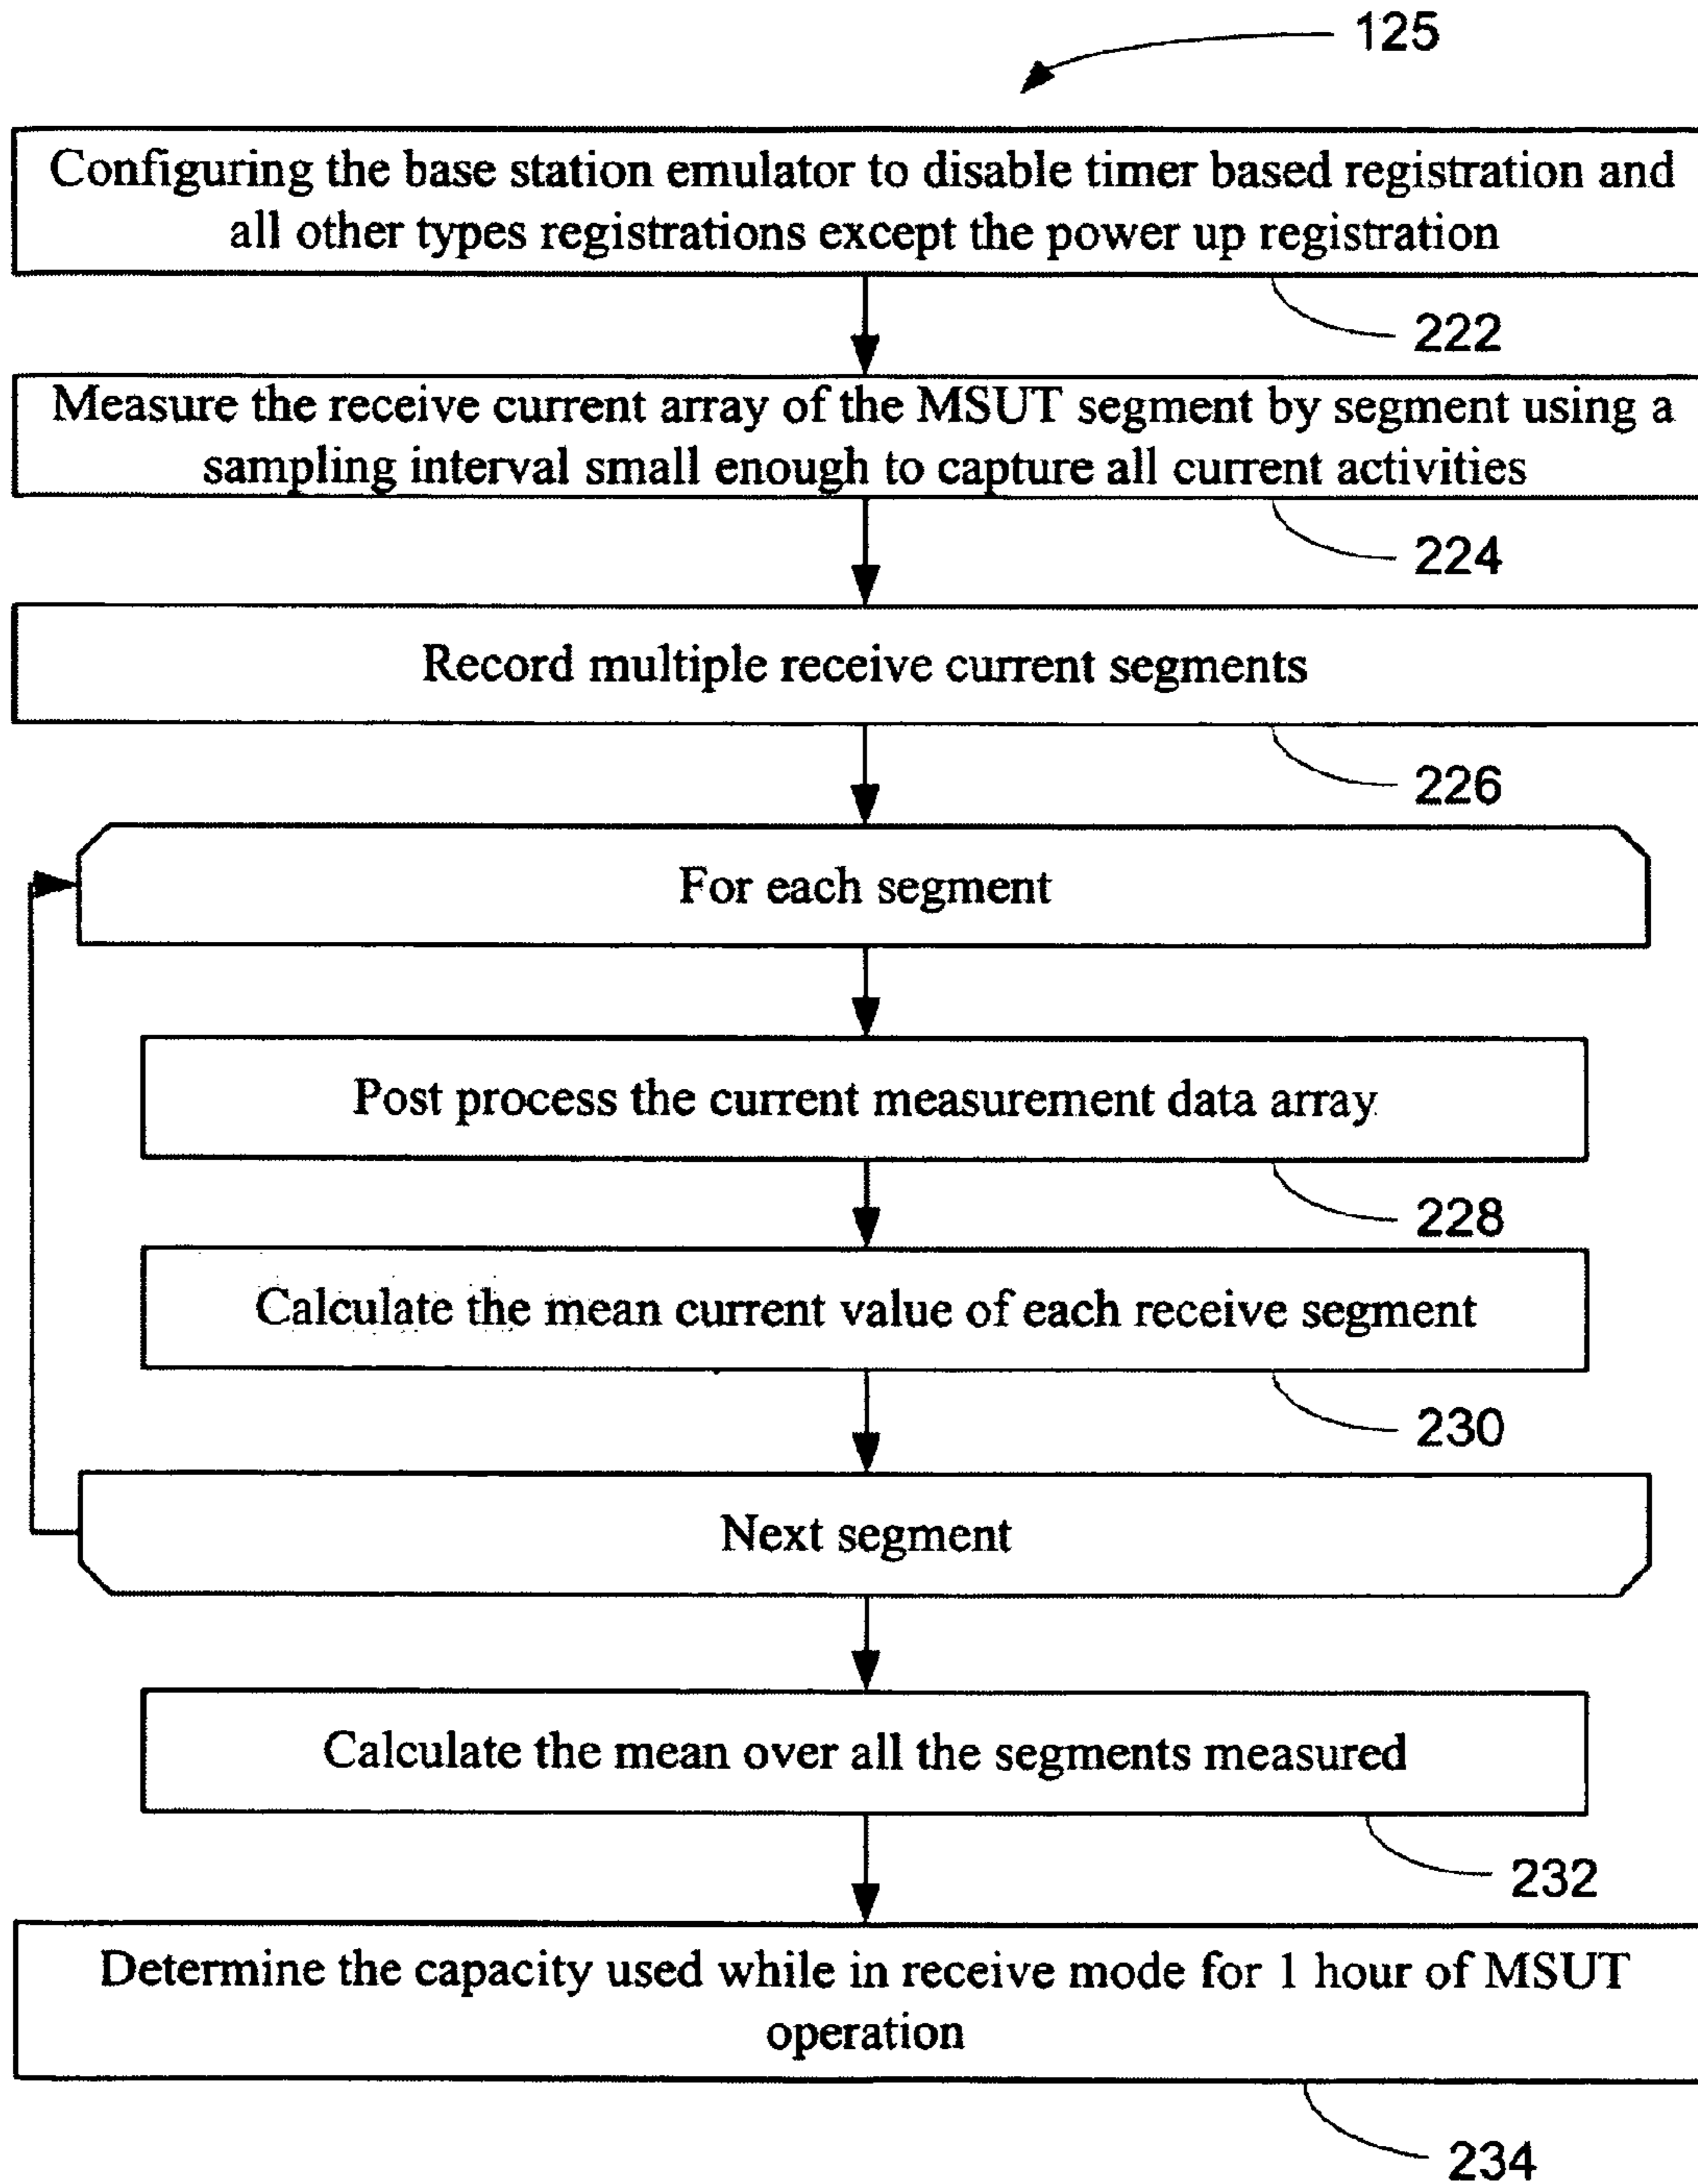 125
Configuring the base station emulator to disable timer based registration and
all other types registrations except the power up registration
222
Measure the receive current array of the MSUT segment by segment using a
sampling interval small enough to capture all current activities
224
Record multiple receive current segments
226
For each segment
Post process the current measurement data array
228
Calculate the mean current value of each receive segment
230
Next segment
Calculate the mean over all the segments measured
232
Determine the capacity used while in receive mode for 1 hour of MSUT
operation
234